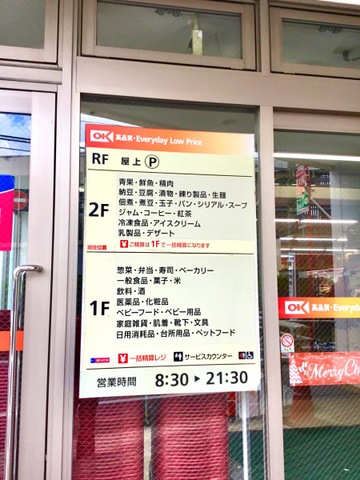 OK 高品質・Everyday Low Price
RF 屋上 P
2F
現在位置
青果・鮮魚・精肉
納豆・豆腐・漬物・練り製品・生麺
佃煮・煮豆・玉子・パン・シリアル・スープ
ジャム・コーヒー・紅茶
冷凍食品・アイスクリーム
乳製品・デザート
¥ ご精算は1Fで一括精算になります
1F
惣菜・弁当・寿司・ベーカリー
一般食品・菓子・米
飲料・酒
医薬品・化粧品
ベビーフード・ベビー用品
家庭雑貨・肌着・靴下・文具
日用消耗品・台所用品・ペットフード
¥ 一括精算レジ サービスカウンター
営業時間 8:30 ▶ 21:30
OK 高品質・Everyday
Merry Ch